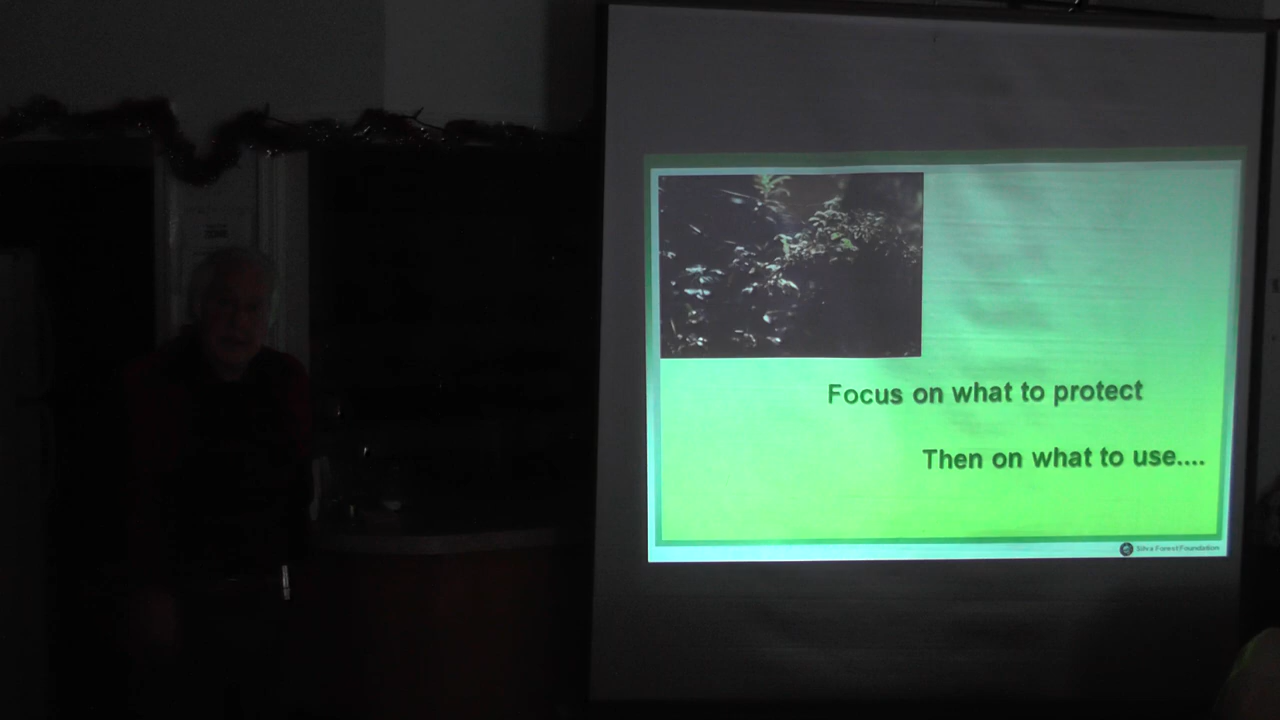 Focus on what to protect
Then on what to use....
Silva Forest Foundation